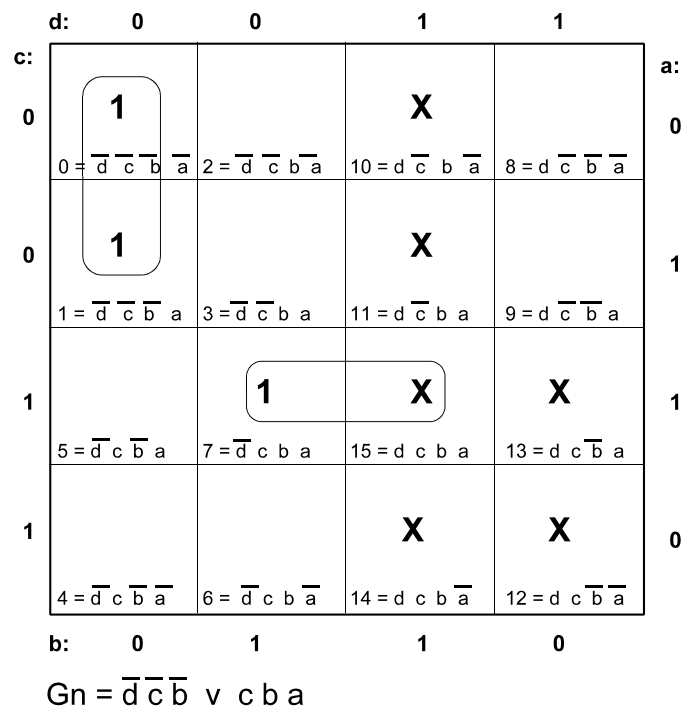 d: 0 0 1 1
c: a:
0 1 X 0
0 = d̅ c̅ b̅ a̅ 2 = d̅ c̅ b a̅ 10 = d c̅ b a̅ 8 = d c̅ b̅ a̅
0 1 X 1
1 = d̅ c̅ b̅ a 3 = d̅ c̅ b a 11 = d c̅ b a 9 = d c̅ b̅ a
1 1 X X 1
5 = d̅ c b̅ a 7 = d̅ c b a 15 = d c b a 13 = d c b̅ a
1 X X 0
4 = d̅ c b̅ a̅ 6 = d̅ c b a̅ 14 = d c b a̅ 12 = d c b̅ a̅
b: 0 1 1 0
Gn = d̅ c̅ b̅ v c b a